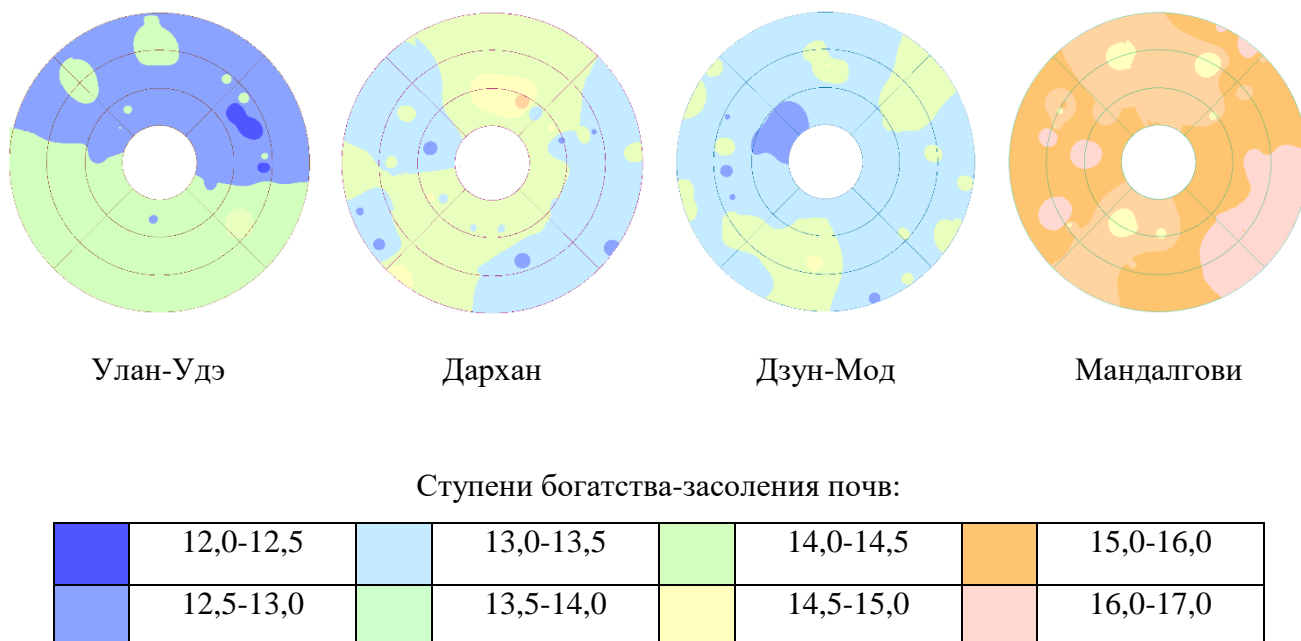 Улан-Удэ Дархан Дзун-Мод Мандалгови
Ступени богатства-засоления почв:
12,0-12,5 13,0-13,5 14,0-14,5 15,0-16,0
12,5-13,0 13,5-14,0 14,5-15,0 16,0-17,0